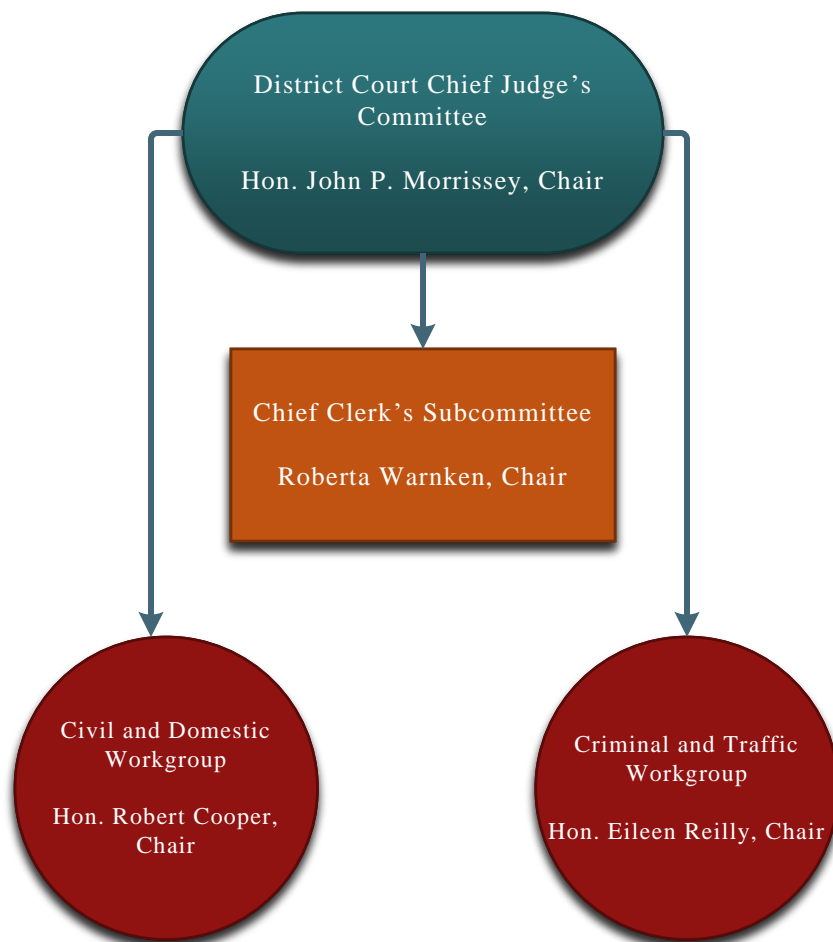 District Court Chief Judge’s
Committee
Hon. John P. Morrissey, Chair
Chief Clerk’s Subcommittee
Roberta Warnken, Chair
Civil and Domestic
Workgroup
Hon. Robert Cooper,
Chair
Criminal and Traffic
Workgroup
Hon. Eileen Reilly, Chair